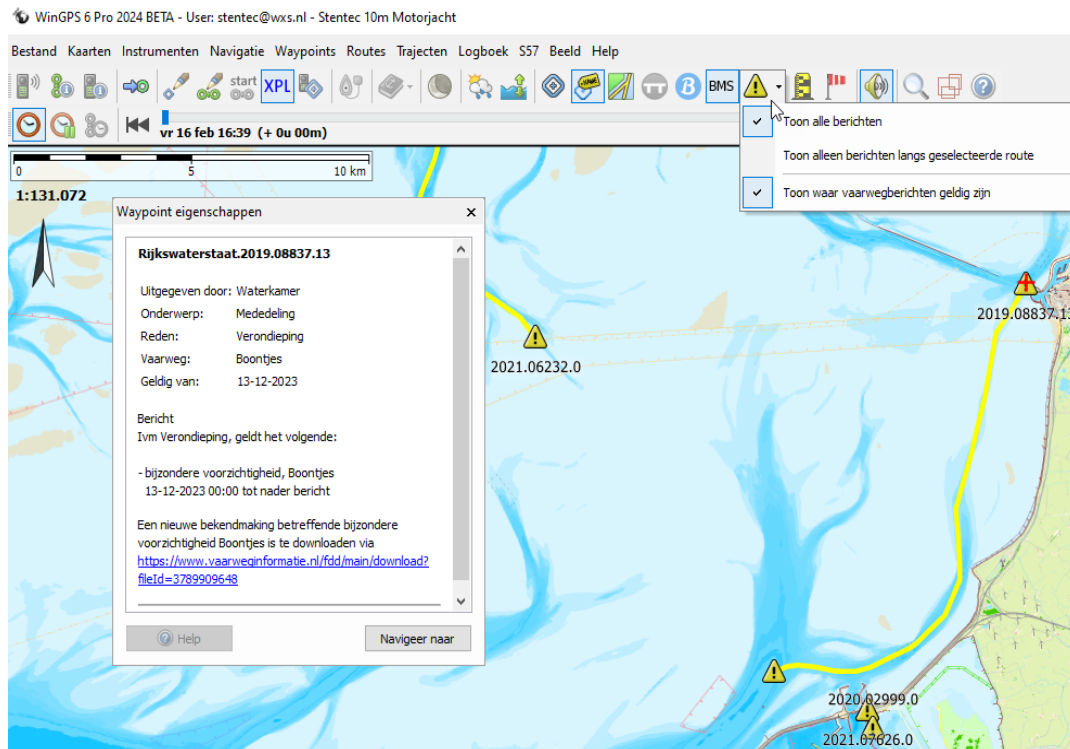 WinGPS 6 Pro 2024 BETA - User: stentec@wxs.nl - Stentec 10m Motorjacht
Bestand Kaarten Instrumenten Navigatie Waypoints Routes Trajecten Logboek S57 Beeld Help
start
XPL
NAME
B
BMS
vr 16 feb 16:39 (+ 0u 00m)
Toon alle berichten
Toon alleen berichten langs geselecteerde route
Toon waar vaarwegberichten geldig zijn
0 5 10 km
1:131.072
Waypoint eigenschappen
Rijkswaterstaat.2019.08837.13
Uitgegeven door: Waterkamer
Onderwerp: Mededeling
Reden: Verondieping
Vaarweg: Boontjes
Geldig van: 13-12-2023
Bericht
Ivm Verondieping, geldt het volgende:
- bijzondere voorzichtigheid, Boontjes
13-12-2023 00:00 tot nader bericht
Een nieuwe bekendmaking betreffende bijzondere
voorzichtigheid Boontjes is te downloaden via
https://www.vaarweginformatie.nl/fdd/main/download?
fileId=3789909648
Help
Navigeer naar
2019.08837.13
2021.06232.0
2020.02999.0
2021.07626.0